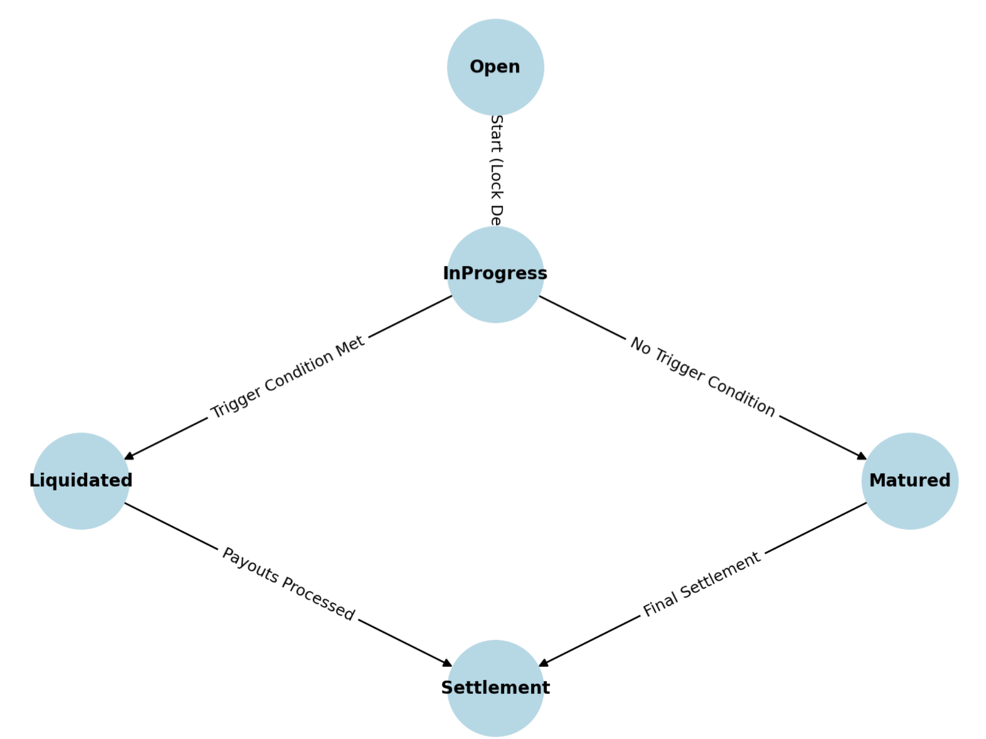 Open
Start (Lock De
InProgress
Trigger Condition Met
No Trigger Condition
Liquidated
Matured
Payouts Processed
Final Settlement
Settlement